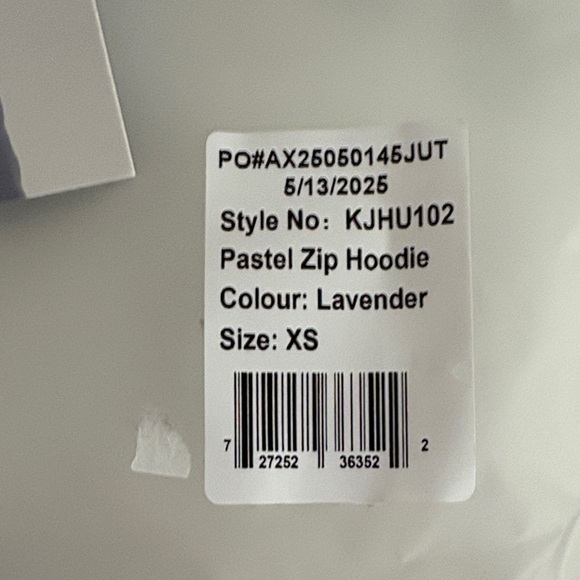 PO#AX25050145JUT
5/13/2025
Style No: KJHU102
Pastel Zip Hoodie
Colour: Lavender
Size: XS
7 27252 36352 2